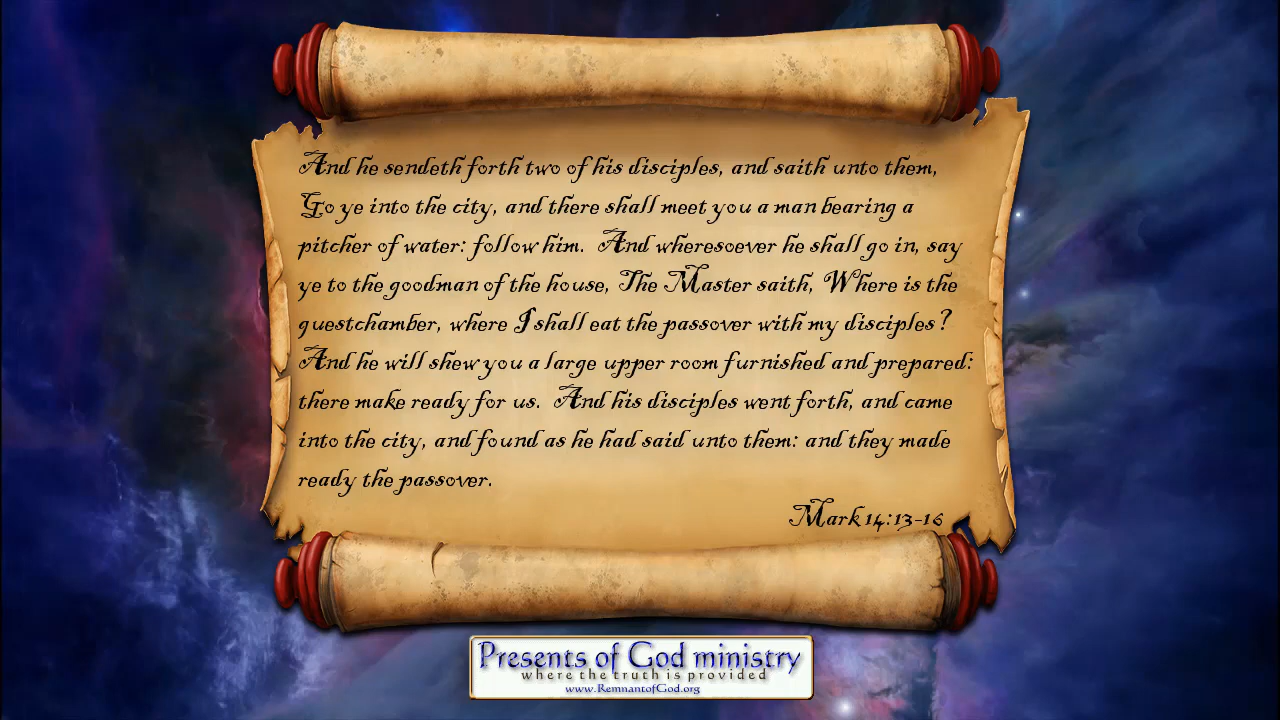 And he sendeth forth two of his disciples, and saith unto them,
Go ye into the city, and there shall meet you a man bearing a
pitcher of water: follow him. And wheresoever he shall go in, say
ye to the goodman of the house, The Master saith, Where is the
guestchamber, where I shall eat the passover with my disciples?
And he will shew you a large upper room furnished and prepared:
there make ready for us. And his disciples went forth, and came
into the city, and found as he had said unto them: and they made
ready the passover.
Mark 14:13-16
Presents of God ministry
where the truth is provided
www.RemnantofGod.org